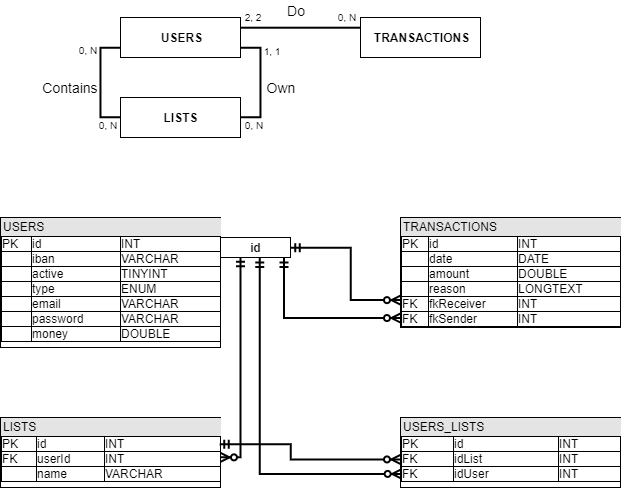 Do
2, 2
0, N
USERS
TRANSACTIONS
0, N
1, 1
Contains
Own
LISTS
0, N
0, N
USERS
PK id INT
iban VARCHAR
active TINYINT
type ENUM
email VARCHAR
password VARCHAR
money DOUBLE
id
TRANSACTIONS
PK id INT
date DATE
amount DOUBLE
reason LONGTEXT
FK fkReceiver INT
FK fkSender INT
LISTS
PK id INT
FK userId INT
name VARCHAR
USERS_LISTS
PK id INT
FK idList INT
FK idUser INT